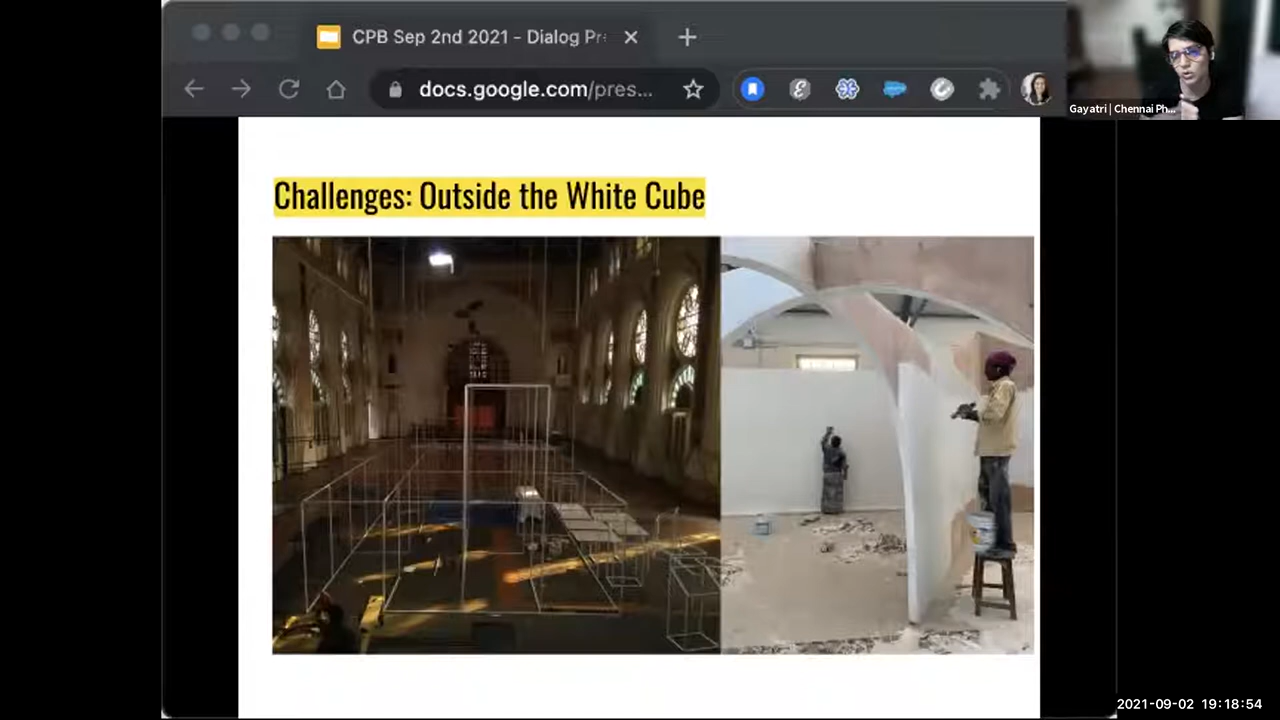 CPB Sep 2nd 2021 - Dialog Pr
docs.google.com/pres...
Gayatri | Chennai Ph...
Challenges: Outside the White Cube
2021-09-02 19:18:54